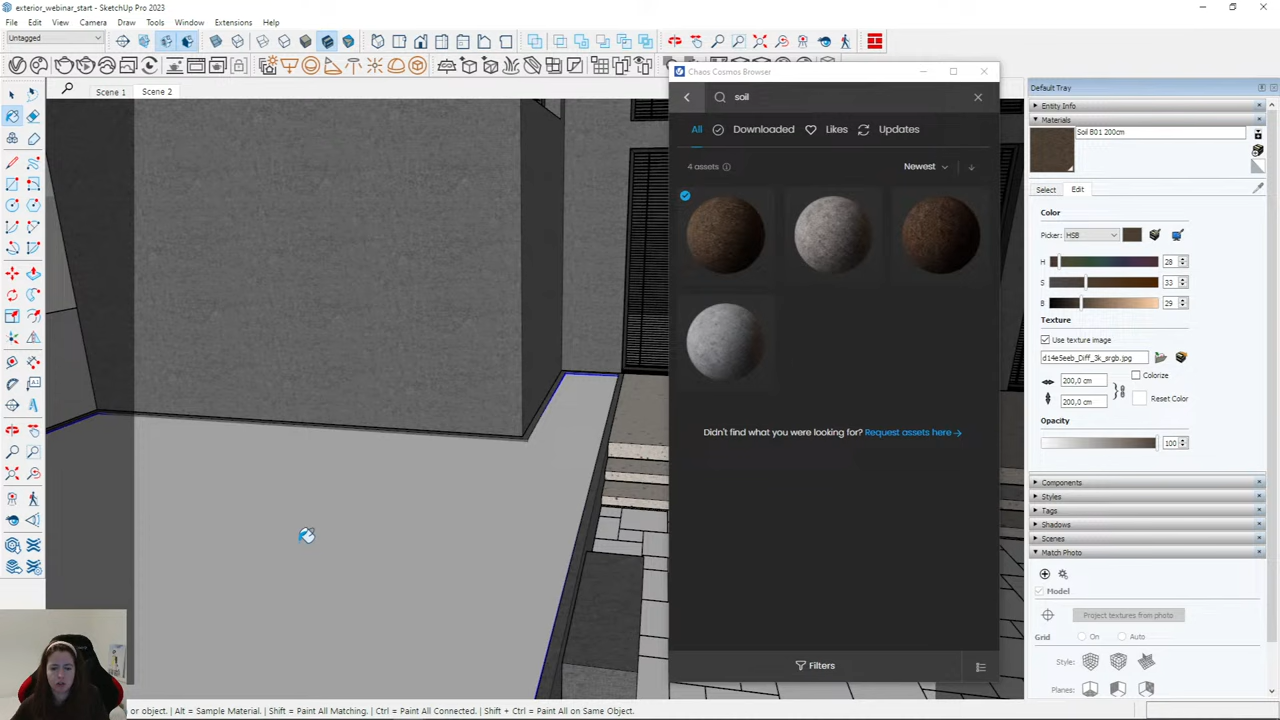 exterior_webinar_start - SketchUp Pro 2023
File Edit View Camera Draw Tools Window Extensions Help
Untagged
Scene 1 Scene 2
Chaos Cosmos Browser
soil
All Downloaded Likes Updates
4 assets Newest
Didn't find what you were looking for? Request assets here
Filters
Default Tray
Entity Info
Materials
Soil B01 200cm
Select Edit
Color
Picker: HSB
H 28
S 33
B 29
Texture
Use texture image
d14e5eeb_Diff_3k_srgb.jpg
200,0 cm Colorize
200,0 cm Reset Color
Opacity
100
Components
Styles
Tags
Shadows
Scenes
Match Photo
Model
Project textures from photo
Grid On Auto
Style:
Planes:
or object. | Alt = Sample Material. | Shift = Paint All Matching. | Ctrl = Paint All Connected. | Shift + Ctrl = Paint All on Same Object.